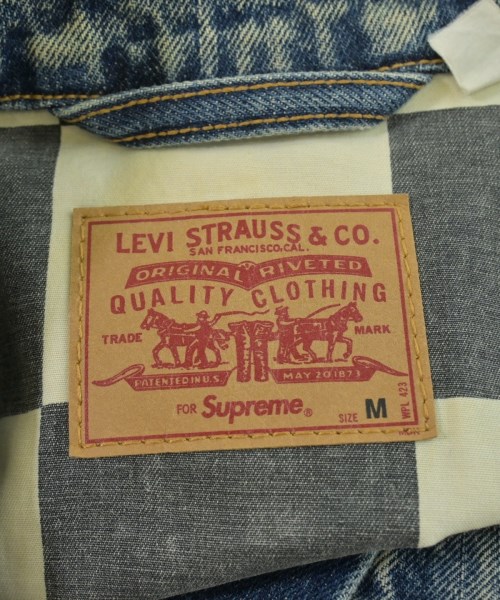 LEVI STRAUSS & CO.
SAN FRANCISCO, CAL.
ORIGINAL RIVETED
QUALITY CLOTHING
TRADE MARK
PATENTED IN U.S. MAY 20 1873
FOR Supreme® SIZE M
WPL 423